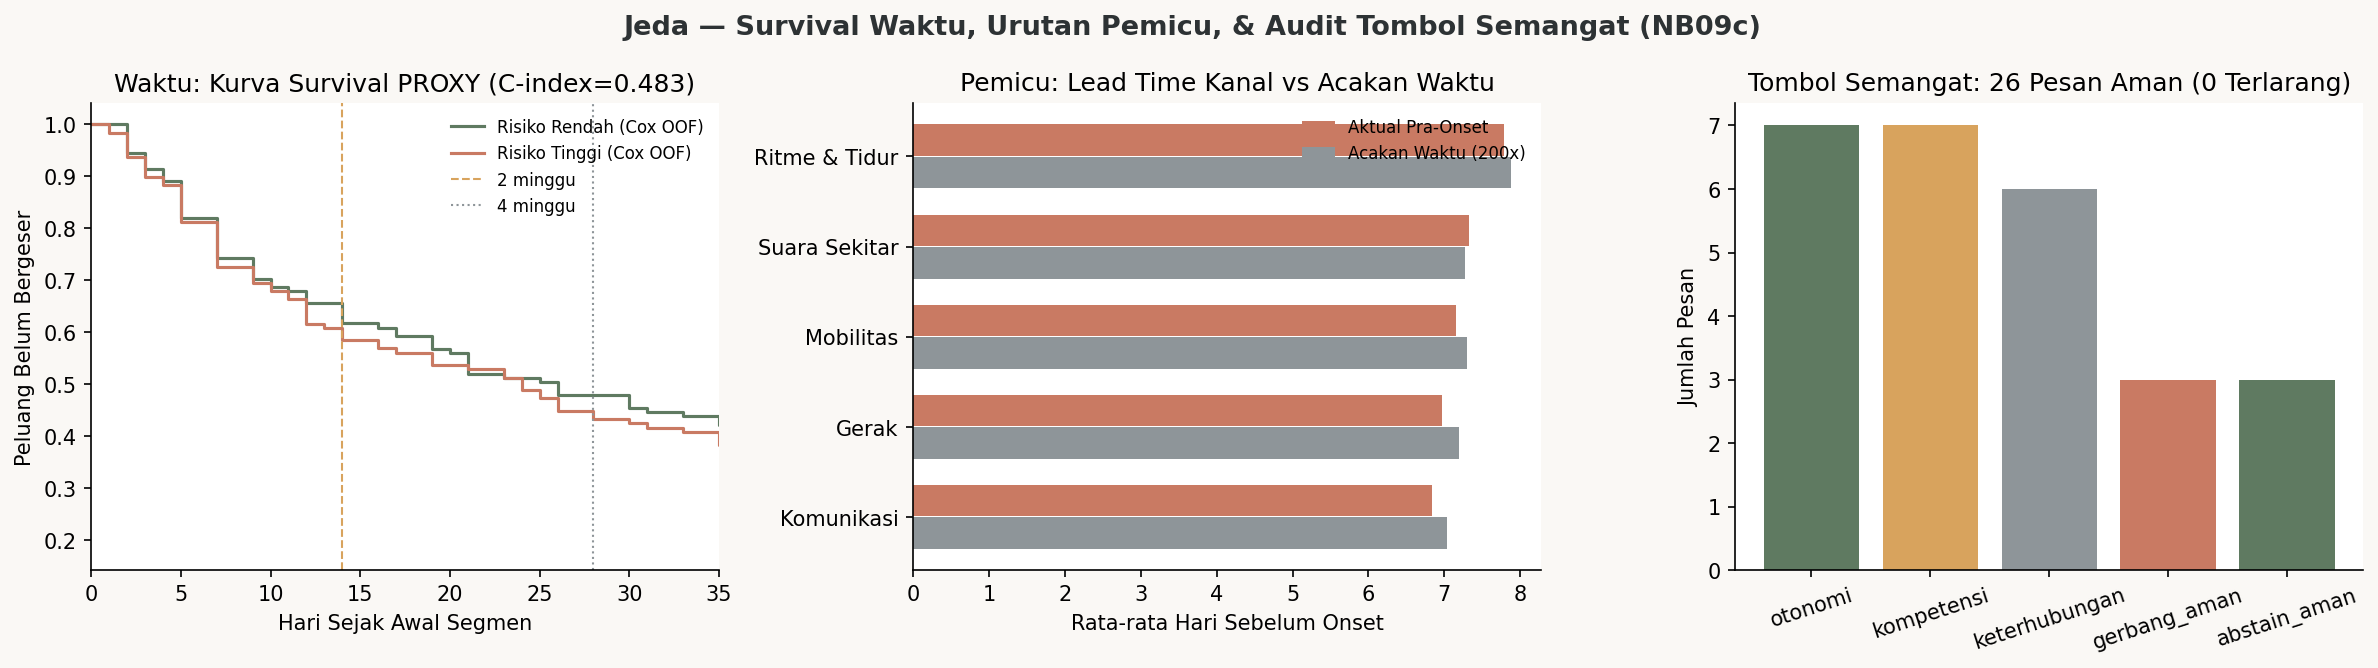 Jeda — Survival Waktu, Urutan Pemicu, & Audit Tombol Semangat (NB09c)
Waktu: Kurva Survival PROXY (C-index=0.483)
Peluang Belum Bergeser
1.0
0.9
0.8
0.7
0.6
0.5
0.4
0.3
0.2
Risiko Rendah (Cox OOF)
Risiko Tinggi (Cox OOF)
2 minggu
4 minggu
0 5 10 15 20 25 30 35
Hari Sejak Awal Segmen
Pemicu: Lead Time Kanal vs Acakan Waktu
Aktual Pra-Onset
Acakan Waktu (200x)
Ritme & Tidur
Suara Sekitar
Mobilitas
Gerak
Komunikasi
0 1 2 3 4 5 6 7 8
Rata-rata Hari Sebelum Onset
Tombol Semangat: 26 Pesan Aman (0 Terlarang)
Jumlah Pesan
7
6
5
4
3
2
1
0
otonomi
kompetensi
keterhubungan
gerbang_aman
abstain_aman